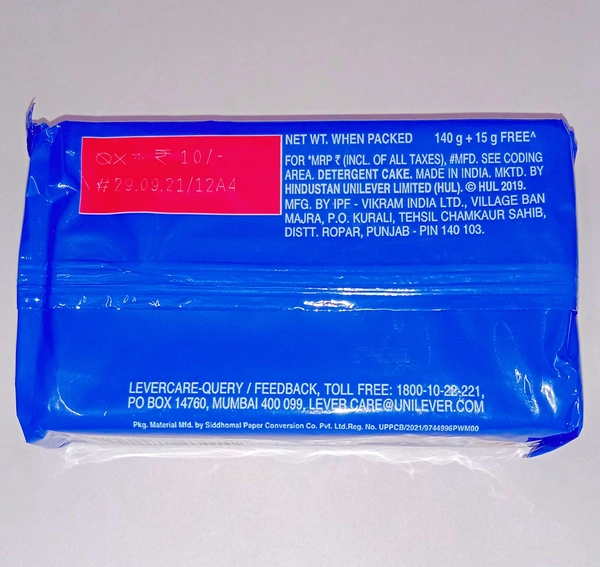 QX * ₹ 10/-
#29.09.21/12A4
NET WT. WHEN PACKED 140 g + 15 g FREE^
FOR *MRP ₹ (INCL. OF ALL TAXES), #MFD. SEE CODING
AREA. DETERGENT CAKE. MADE IN INDIA. MKTD. BY
HINDUSTAN UNILEVER LIMITED (HUL). © HUL 2019.
MFG. BY IPF - VIKRAM INDIA LTD., VILLAGE BAN
MAJRA, P.O. KURALI, TEHSIL CHAMKAUR SAHIB,
DISTT. ROPAR, PUNJAB - PIN 140 103.
LEVERCARE-QUERY / FEEDBACK, TOLL FREE: 1800-10-22-221,
PO BOX 14760, MUMBAI 400 099, LEVER.CARE@UNILEVER.COM
Pkg. Material Mfd. by Siddhomal Paper Conversion Co. Pvt. Ltd.Reg. No. UPPCB/2021/9744996PWM00